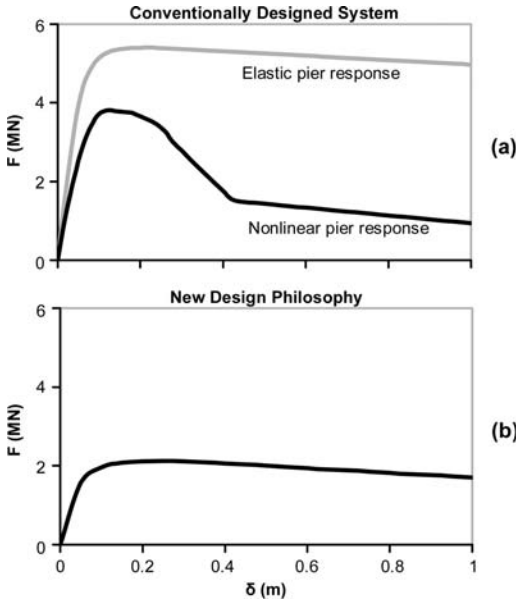 Conventionally Designed System
6
4
2
0
F (MN)
Elastic pier response
Nonlinear pier response
(a)
New Design Philosophy
6
4
2
0
F (MN)
(b)
0 0.2 0.4 0.6 0.8 1
δ (m)